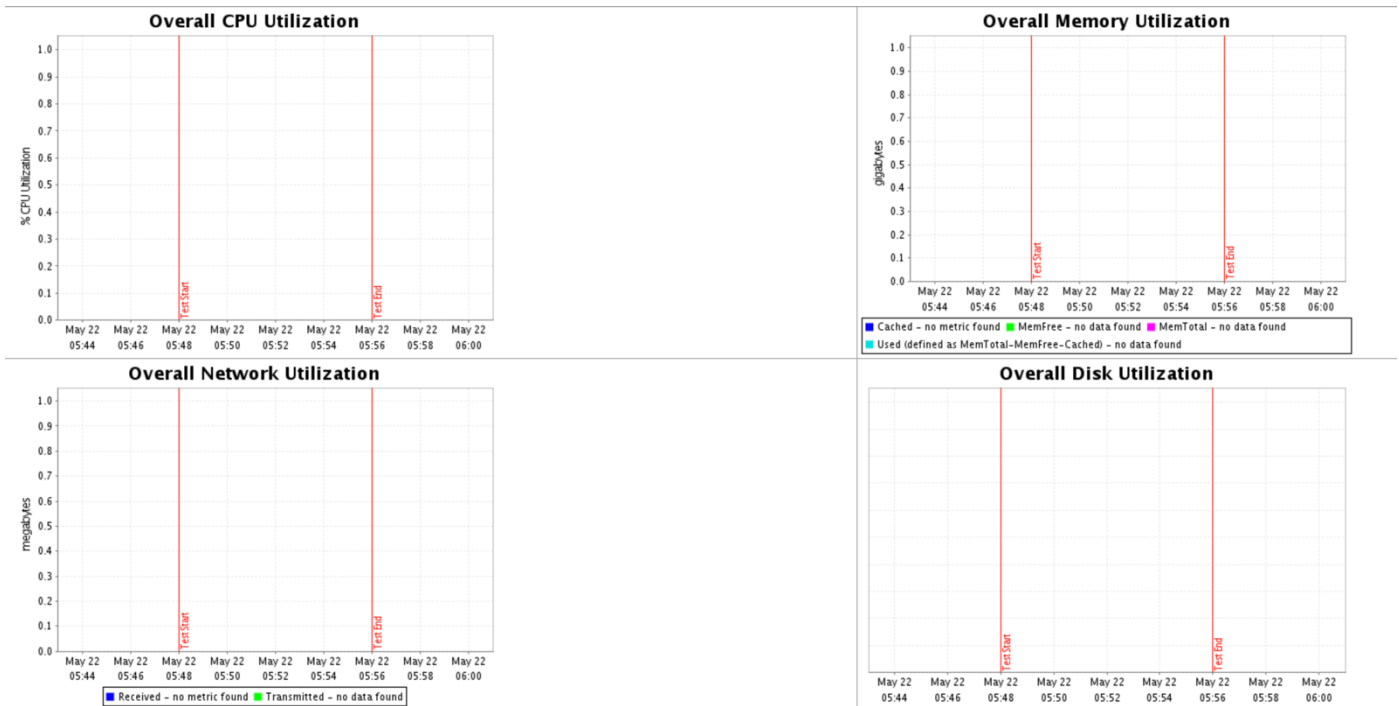 Overall CPU Utilization
1.0
0.9
0.8
0.7
0.6
0.5
0.4
0.3
0.2
0.1
0.0
% CPU Utilization
Test Start
Test End
May 22 May 22 May 22 May 22 May 22 May 22 May 22 May 22 May 22
05:44 05:46 05:48 05:50 05:52 05:54 05:56 05:58 06:00
Overall Memory Utilization
1.0
0.9
0.8
0.7
0.6
0.5
0.4
0.3
0.2
0.1
0.0
gigabytes
Test Start
Test End
May 22 May 22 May 22 May 22 May 22 May 22 May 22 May 22 May 22
05:44 05:46 05:48 05:50 05:52 05:54 05:56 05:58 06:00
Cached - no metric found MemFree - no data found MemTotal - no data found
Used (defined as MemTotal-MemFree-Cached) - no data found
Overall Network Utilization
1.0
0.9
0.8
0.7
0.6
0.5
0.4
0.3
0.2
0.1
0.0
megabytes
Test Start
Test End
May 22 May 22 May 22 May 22 May 22 May 22 May 22 May 22 May 22
05:44 05:46 05:48 05:50 05:52 05:54 05:56 05:58 06:00
Received - no metric found Transmitted - no data found
Overall Disk Utilization
Test Start
Test End
May 22 May 22 May 22 May 22 May 22 May 22 May 22 May 22 May 22
05:44 05:46 05:48 05:50 05:52 05:54 05:56 05:58 06:00